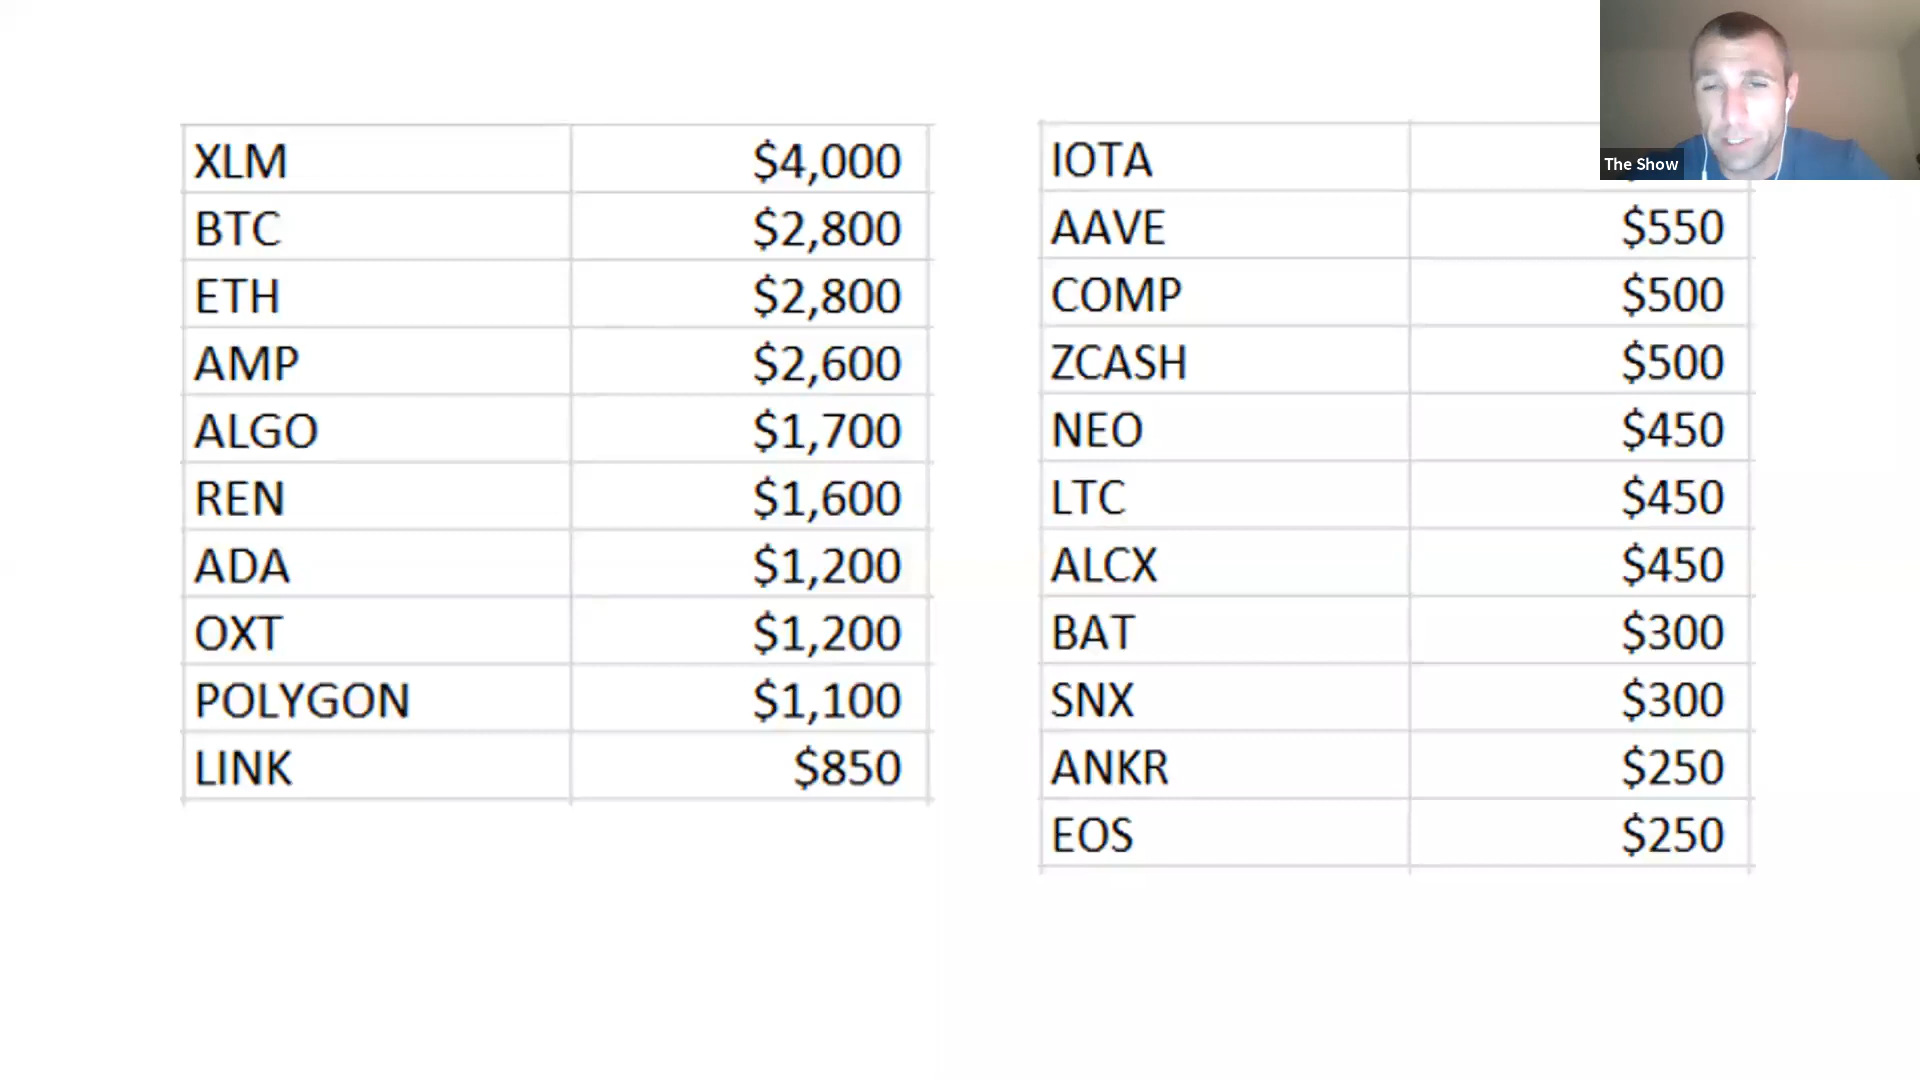 XLM $4,000
BTC $2,800
ETH $2,800
AMP $2,600
ALGO $1,700
REN $1,600
ADA $1,200
OXT $1,200
POLYGON $1,100
LINK $850
IOTA
AAVE $550
COMP $500
ZCASH $500
NEO $450
LTC $450
ALCX $450
BAT $300
SNX $300
ANKR $250
EOS $250
The Show